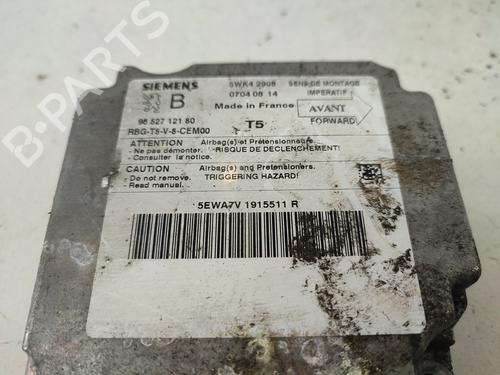 SIEMENS 5WK4 2908 SENS DE MONTAGE
0704 08 14 IMPERATIF
B Made in France AVANT
96 527 121 80 T5 FORWARD
RBG-T5-V-8-CEM00
ATTENTION Airbag(s) et Prétensionneurs
- Ne pas démonter. RISQUE DE DECLENCHEMENT!
- Consulter la notice.
CAUTION Airbag(s) and Pretensioners.
- Do not remove. TRIGGERING HAZARD!
- Read manual.
5EWA7V 1915511 R